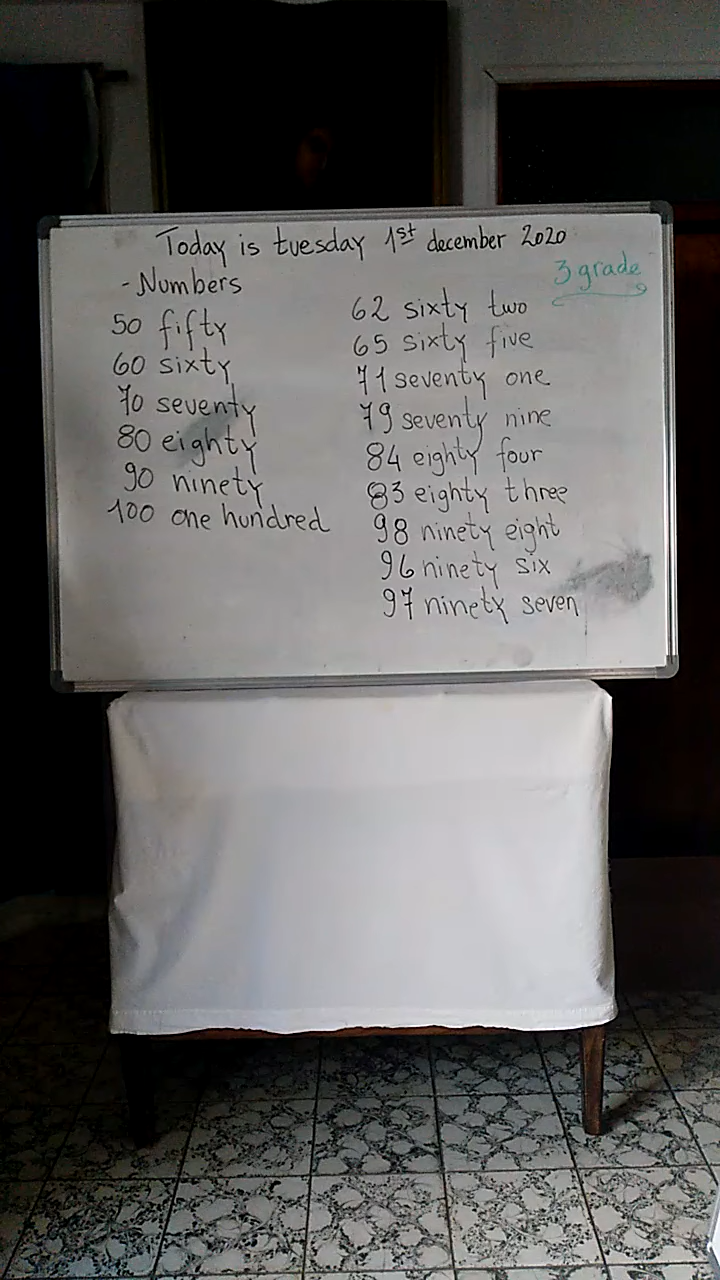 Today is tuesday 1st december 2020
3 grade
- Numbers
50 fifty
60 sixty
70 seventy
80 eighty
90 ninety
100 one hundred
62 sixty two
65 sixty five
71 seventy one
79 seventy nine
84 eighty four
83 eighty three
98 ninety eight
96 ninety six
97 ninety seven